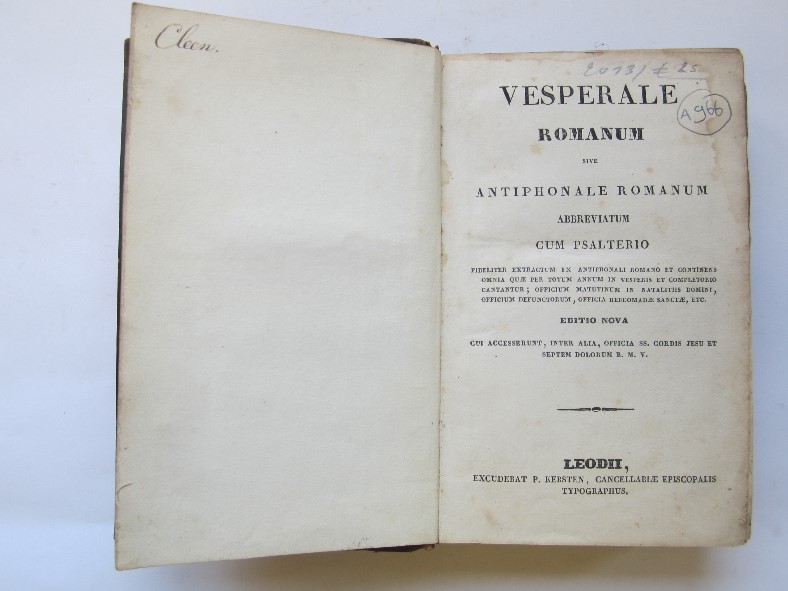 Cleen.
VESPERALE
A966
ROMANUM
SIVE
ANTIPHONALE ROMANUM
ABBREVIATUM
CUM PSALTERIO
FIDELITER EXTRACTUM EX ANTIPHONALI ROMANO ET CONTINENS
OMNIA QUÆ PER TOTUM ANNUM IN VESPERIS ET COMPLETORIO
CANTANTUR; OFFICIUM MATUTINUM IN NATALITIIS DOMINI,
OFFICIUM DEFUNCTORUM, OFFICIA HEBDOMADÆ SANCTÆ, ETC.
EDITIO NOVA
CUI ACCESSERUNT, INTER ALIA, OFFICIA SS. CORDIS JESU ET
SEPTEM DOLORUM B. M. V.
LEODII,
EXCUDEBAT P. KERSTEN, CANCELLARIÆ EPISCOPALIS
TYPOGRAPHUS.